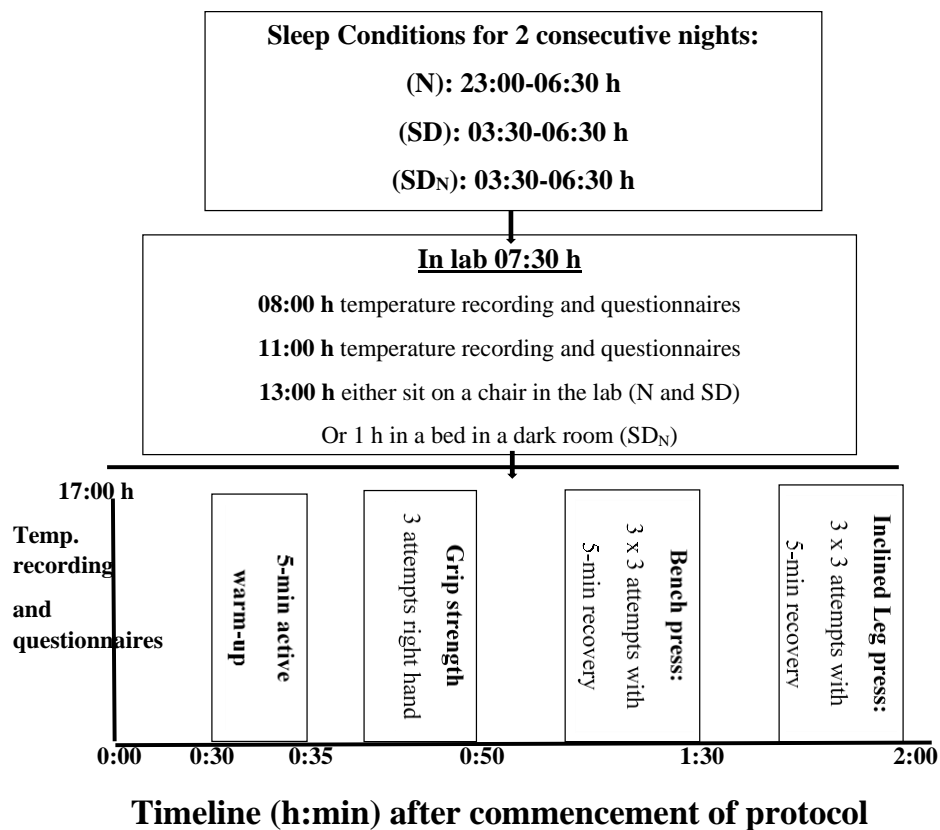 Sleep Conditions for 2 consecutive nights:
(N): 23:00-06:30 h
(SD): 03:30-06:30 h
(SDN): 03:30-06:30 h
In lab 07:30 h
08:00 h temperature recording and questionnaires
11:00 h temperature recording and questionnaires
13:00 h either sit on a chair in the lab (N and SD)
Or 1 h in a bed in a dark room (SDN)
17:00 h
Temp.
recording
and
questionnaires
5-min active
warm-up
Grip strength
3 attempts right hand
Bench press:
3 x 3 attempts with
5-min recovery
Inclined Leg press:
3 x 3 attempts with
5-min recovery
0:00 0:30 0:35 0:50 1:30 2:00
Timeline (h:min) after commencement of protocol